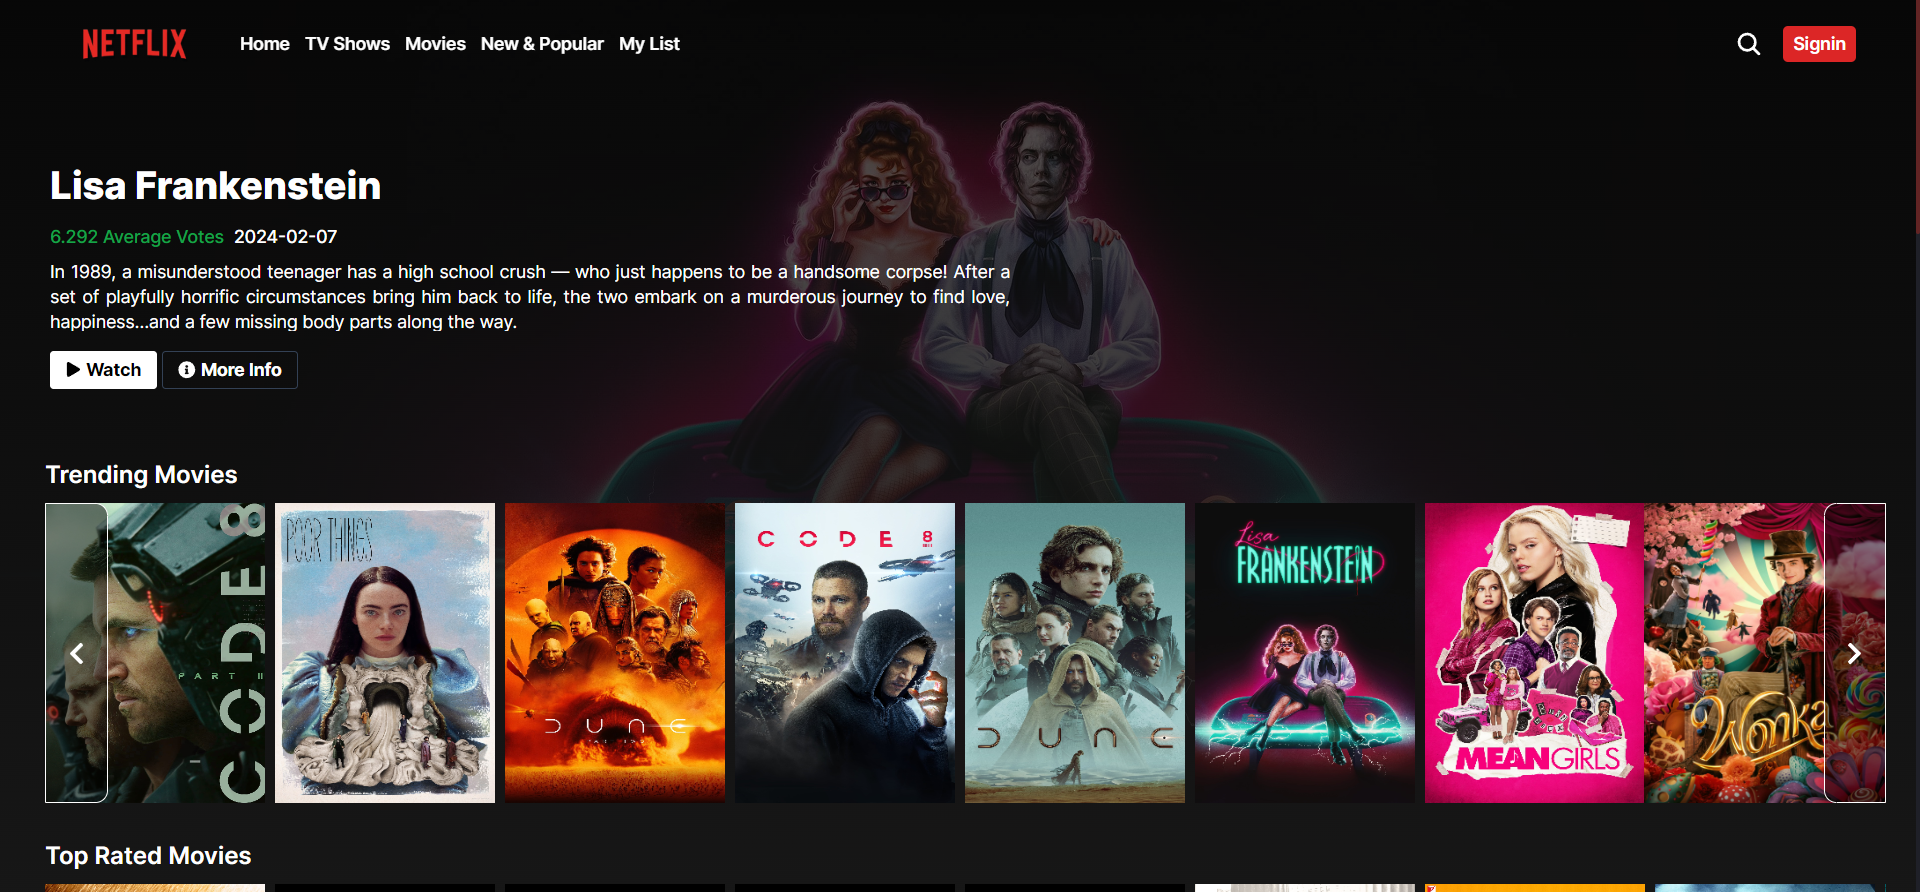 NETFLIX
Home TV Shows Movies New & Popular My List
Signin
Lisa Frankenstein
6.292 Average Votes 2024-02-07
In 1989, a misunderstood teenager has a high school crush — who just happens to be a handsome corpse! After a
set of playfully horrific circumstances bring him back to life, the two embark on a murderous journey to find love,
happiness...and a few missing body parts along the way.
Watch
More Info
Trending Movies
CODE 8
PART II
POOR THINGS
DUNE
CODE 8
DUNE
Lisa
FRANKENSTEIN
MEAN GIRLS
Wonka
Top Rated Movies